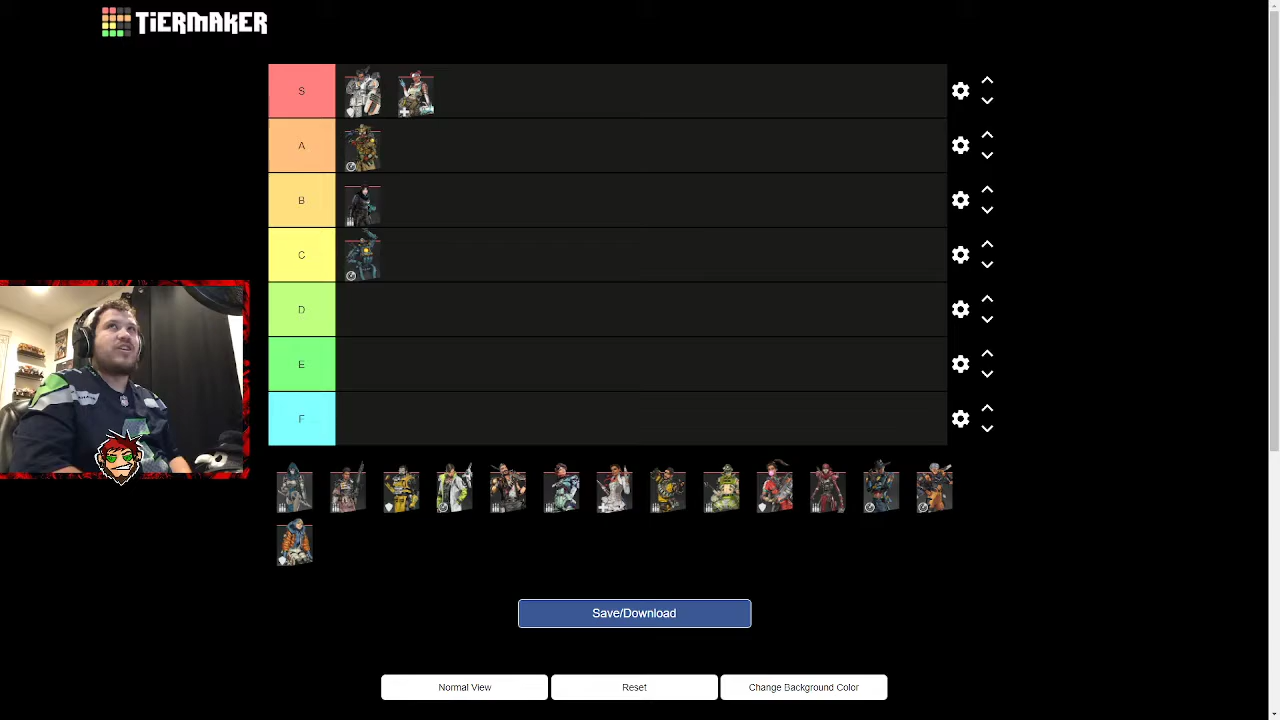 TiERMAKER
S
A
B
C
D
E
F
Save/Download
Normal View
Reset
Change Background Color